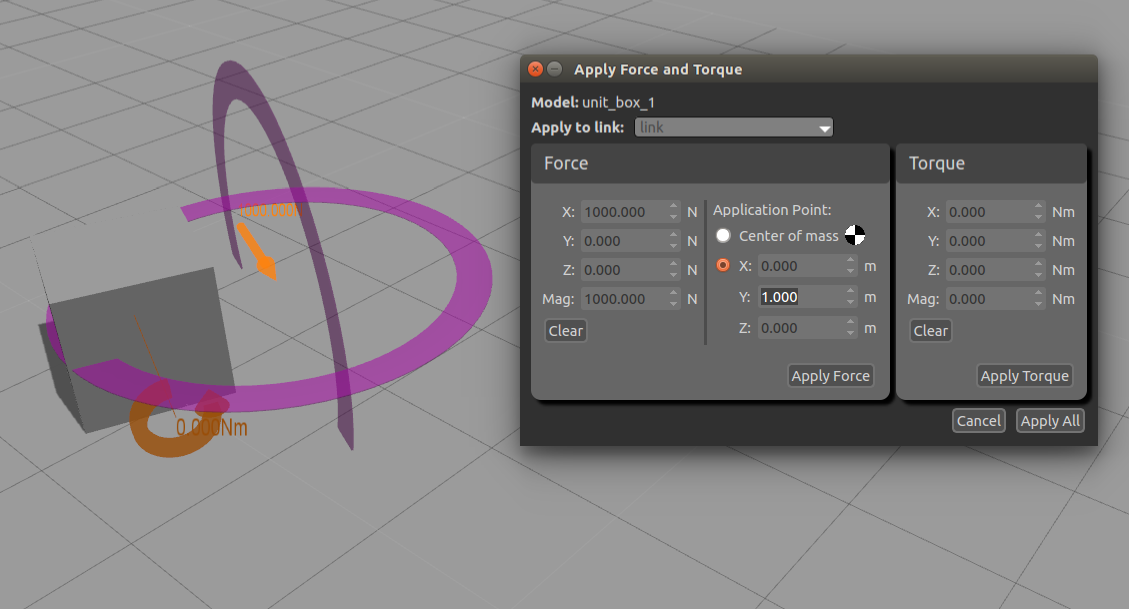 Apply Force and Torque
Model: unit_box_1
Apply to link: link
Force
X: 1000.000 N
Y: 0.000 N
Z: 0.000 N
Mag: 1000.000 N
Clear
Application Point:
Center of mass
X: 0.000 m
Y: 1.000 m
Z: 0.000 m
Apply Force
Torque
X: 0.000 Nm
Y: 0.000 Nm
Z: 0.000 Nm
Mag: 0.000 Nm
Clear
Apply Torque
Cancel
Apply All
0.000Nm